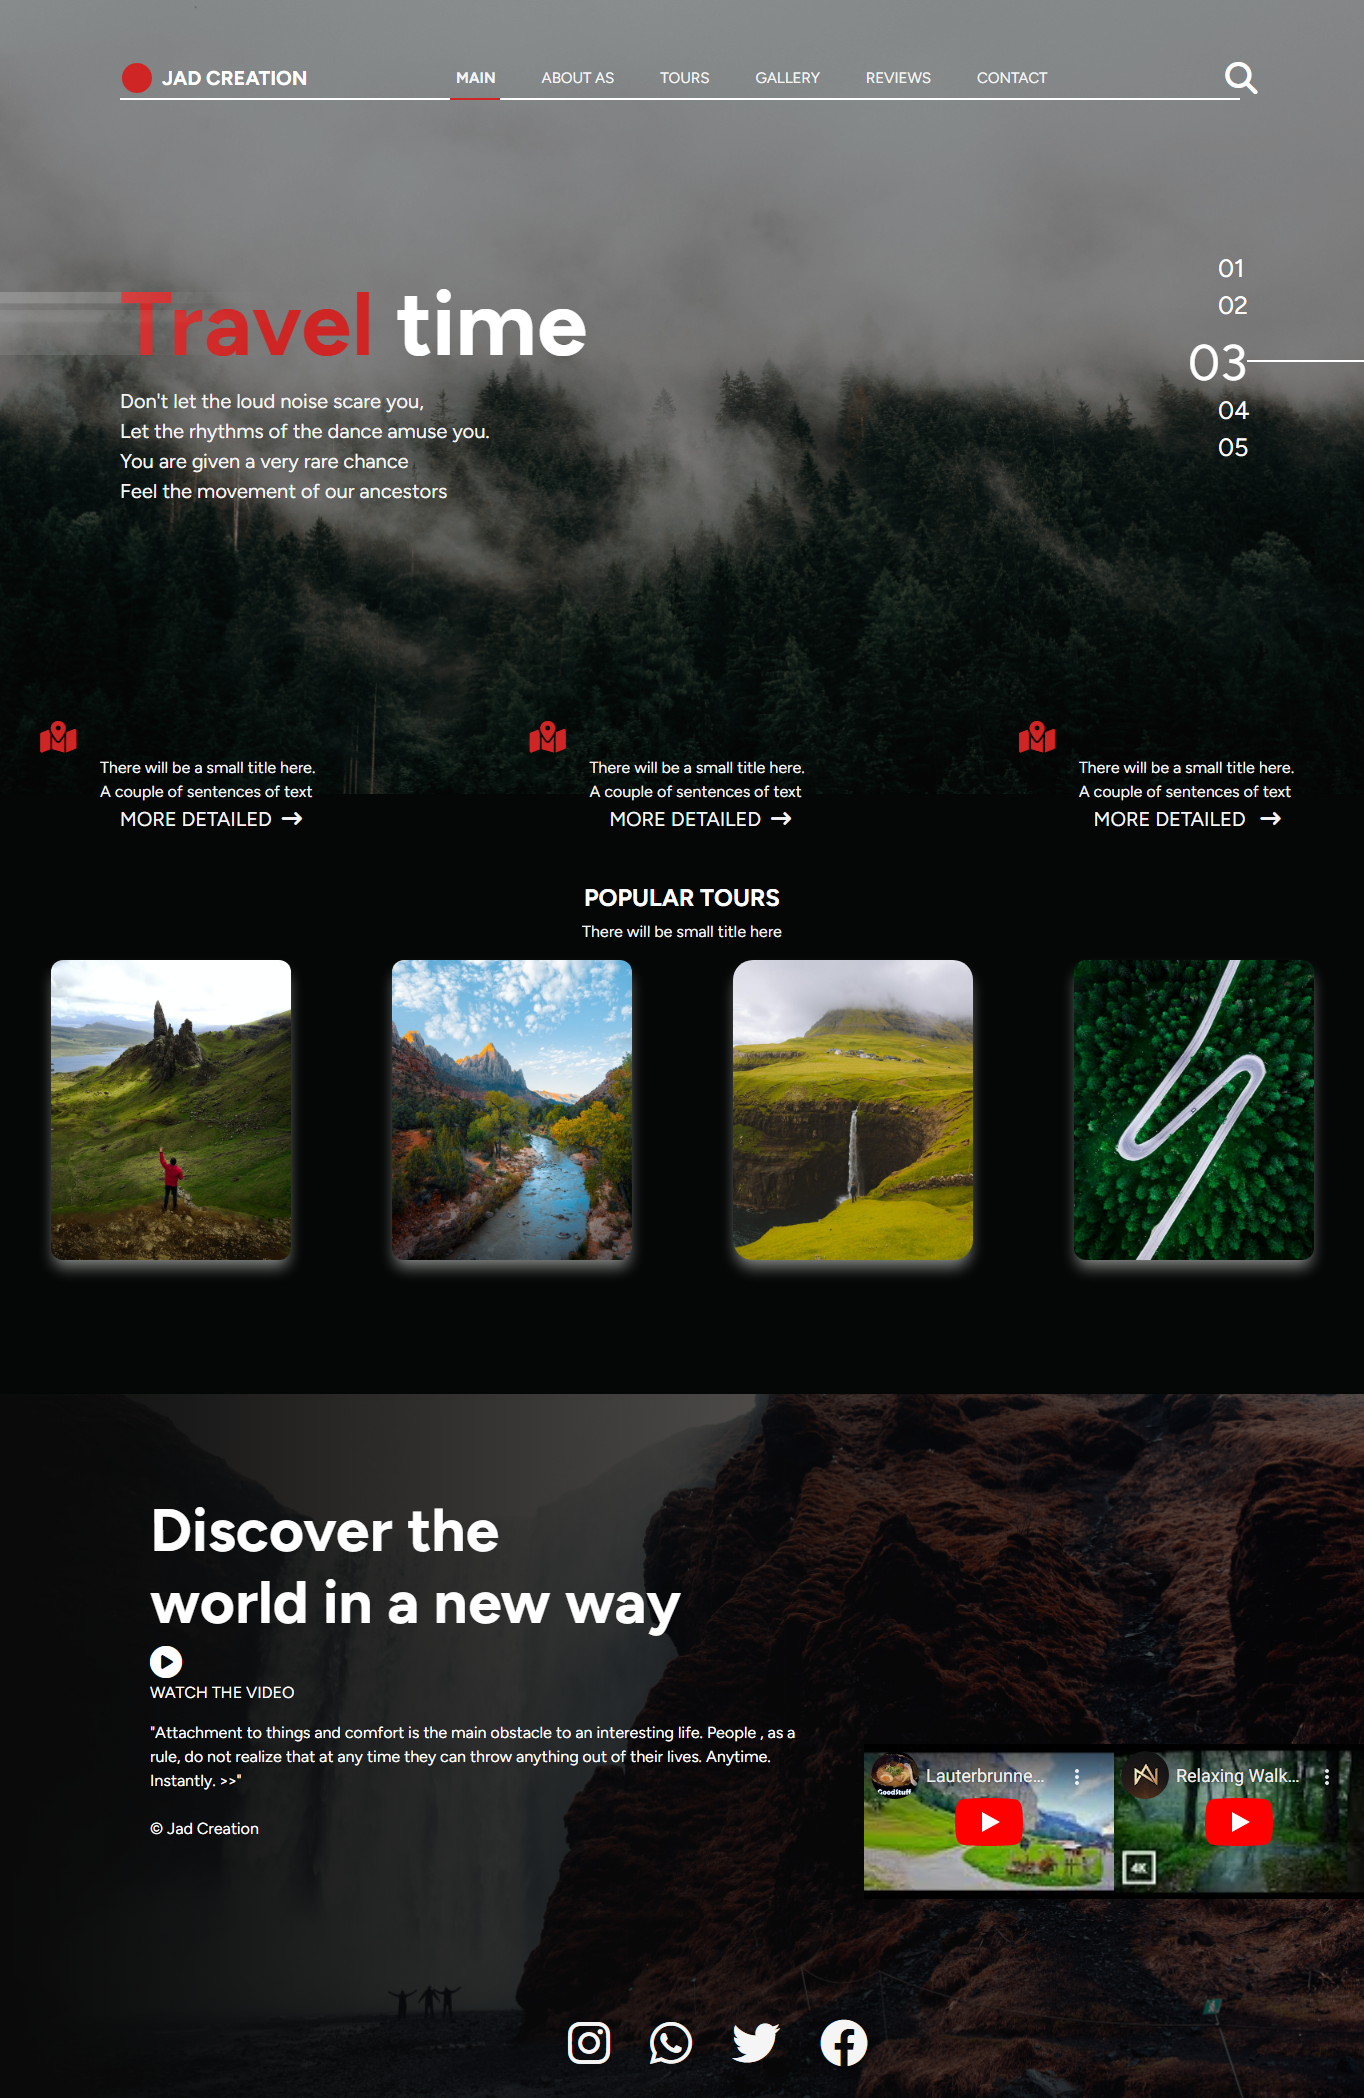 JAD CREATION
MAIN
ABOUT AS
TOURS
GALLERY
REVIEWS
CONTACT
Travel time
Don't let the loud noise scare you,
Let the rhythms of the dance amuse you.
You are given a very rare chance
Feel the movement of our ancestors
01
02
03
04
05
There will be a small title here.
A couple of sentences of text
MORE DETAILED
There will be a small title here.
A couple of sentences of text
MORE DETAILED
There will be a small title here.
A couple of sentences of text
MORE DETAILED
POPULAR TOURS
There will be small title here
Discover the
world in a new way
WATCH THE VIDEO
"Attachment to things and comfort is the main obstacle to an interesting life. People , as a
rule, do not realize that at any time they can throw anything out of their lives. Anytime.
Instantly. >>"
© Jad Creation
GoodStuff
Lauterbrunne...
Relaxing Walk...
4K